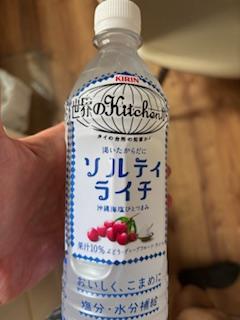 KIRIN
世界のKitchenから
渇いたからだに
ソルティ
ライチ
沖縄海塩ひとつまみ
果汁10%
おいしく、こまめに
塩分・水分補給